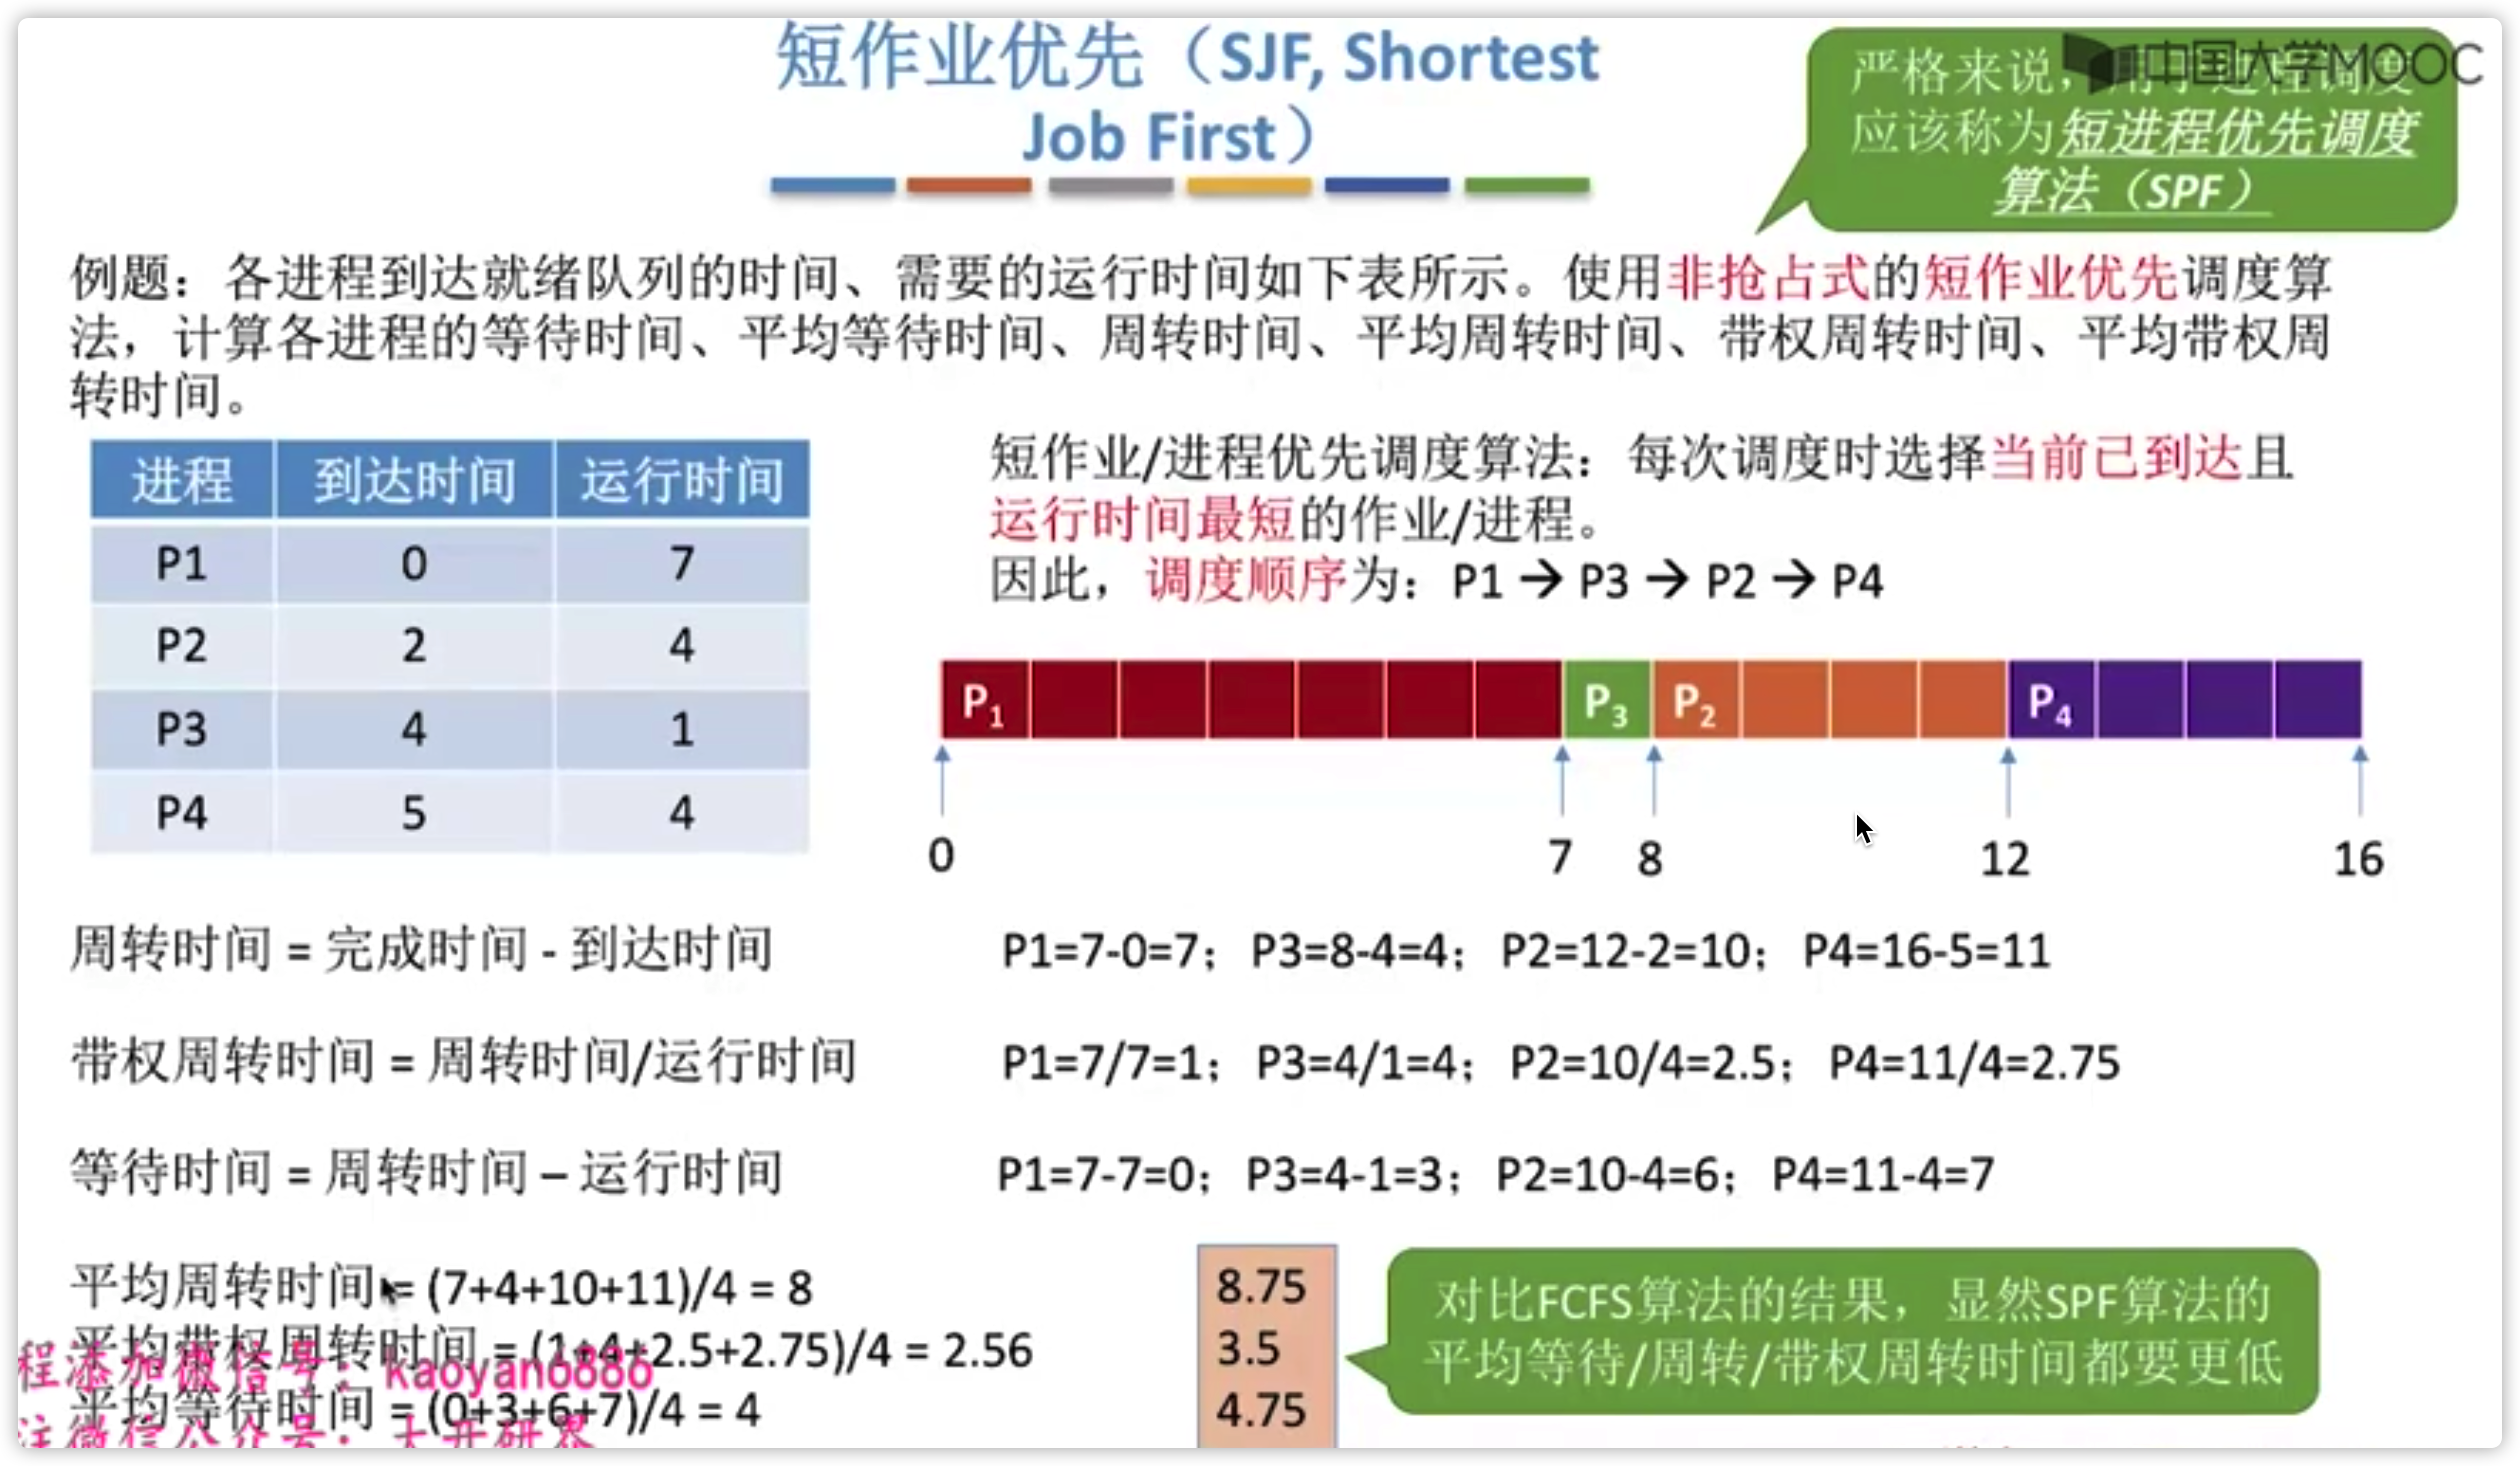 短作业优先（SJF, Shortest
Job First）
中国大学MOOC
严格来说，用于进程调度
应该称为短进程优先调度
算法（SPF）
例题：各进程到达就绪队列的时间、需要的运行时间如下表所示。使用非抢占式的短作业优先调度算
法，计算各进程的等待时间、平均等待时间、周转时间、平均周转时间、带权周转时间、平均带权周
转时间。
进程 到达时间 运行时间
P1 0 7
P2 2 4
P3 4 1
P4 5 4
短作业/进程优先调度算法：每次调度时选择当前已到达且
运行时间最短的作业/进程。
因此，调度顺序为：P1 → P3 → P2 → P4
P1 P3 P2 P4
0 7 8 12 16
周转时间 = 完成时间 - 到达时间
P1=7-0=7；P3=8-4=4；P2=12-2=10；P4=16-5=11
带权周转时间 = 周转时间/运行时间
P1=7/7=1；P3=4/1=4；P2=10/4=2.5；P4=11/4=2.75
等待时间 = 周转时间 – 运行时间
P1=7-7=0；P3=4-1=3；P2=10-4=6；P4=11-4=7
平均周转时间 = (7+4+10+11)/4 = 8
平均带权周转时间 = (1+4+2.5+2.75)/4 = 2.56
平均等待时间 = (0+3+6+7)/4 = 4
程添加微信号：kaoyan6886
注微信公众号：大开研界
8.75
3.5
4.75
对比FCFS算法的结果，显然SPF算法的
平均等待/周转/带权周转时间都要更低